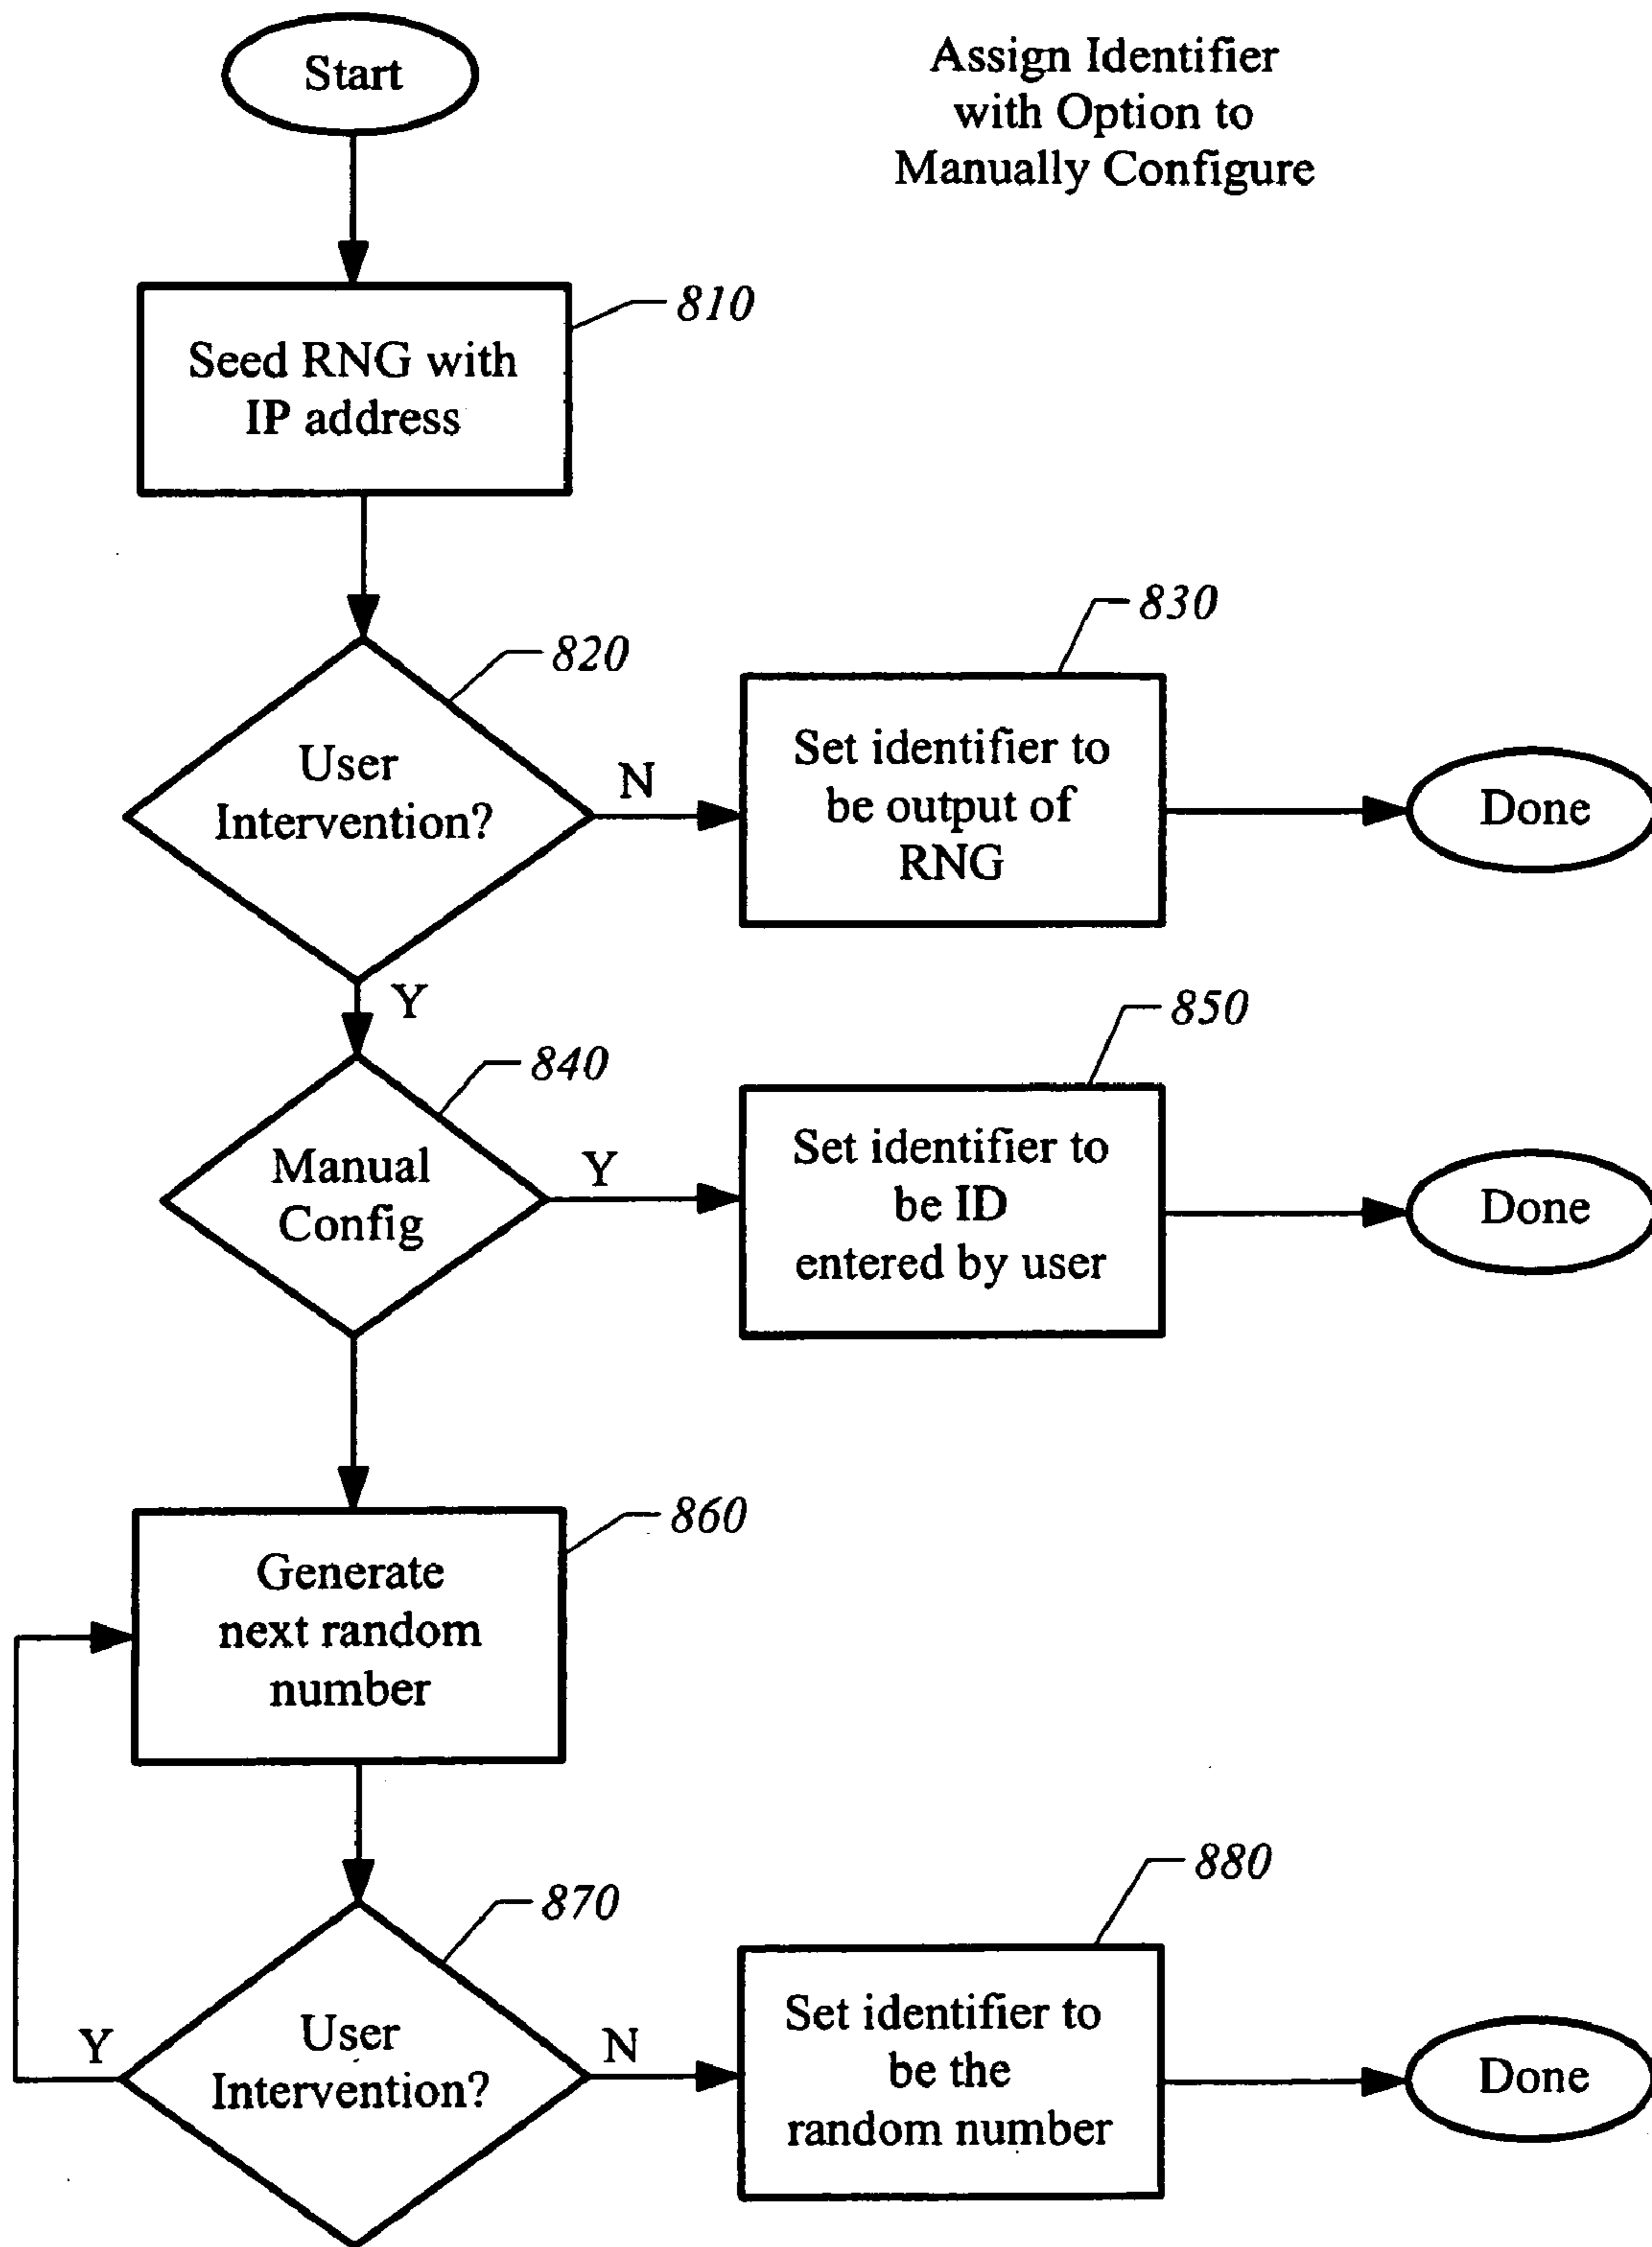 Start
Assign Identifier
with Option to
Manually Configure
810
Seed RNG with
IP address
820
User
Intervention?
N
830
Set identifier to
be output of
RNG
Done
Y
840
Manual
Config
Y
850
Set identifier to
be ID
entered by user
Done
860
Generate
next random
number
870
User
Intervention?
Y
N
880
Set identifier to
be the
random number
Done